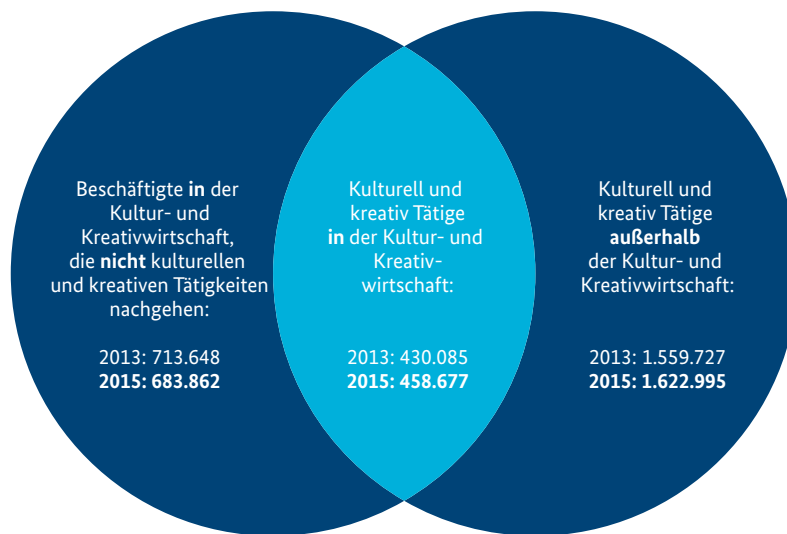 Beschäftigte in der
Kultur- und
Kreativwirtschaft,
die nicht kulturellen
und kreativen Tätigkeiten
nachgehen:
2013: 713.648
2015: 683.862
Kulturell und
kreativ Tätige
in der Kultur- und
Kreativ-
wirtschaft:
2013: 430.085
2015: 458.677
Kulturell und
kreativ Tätige
außerhalb
der Kultur- und
Kreativwirtschaft:
2013: 1.559.727
2015: 1.622.995